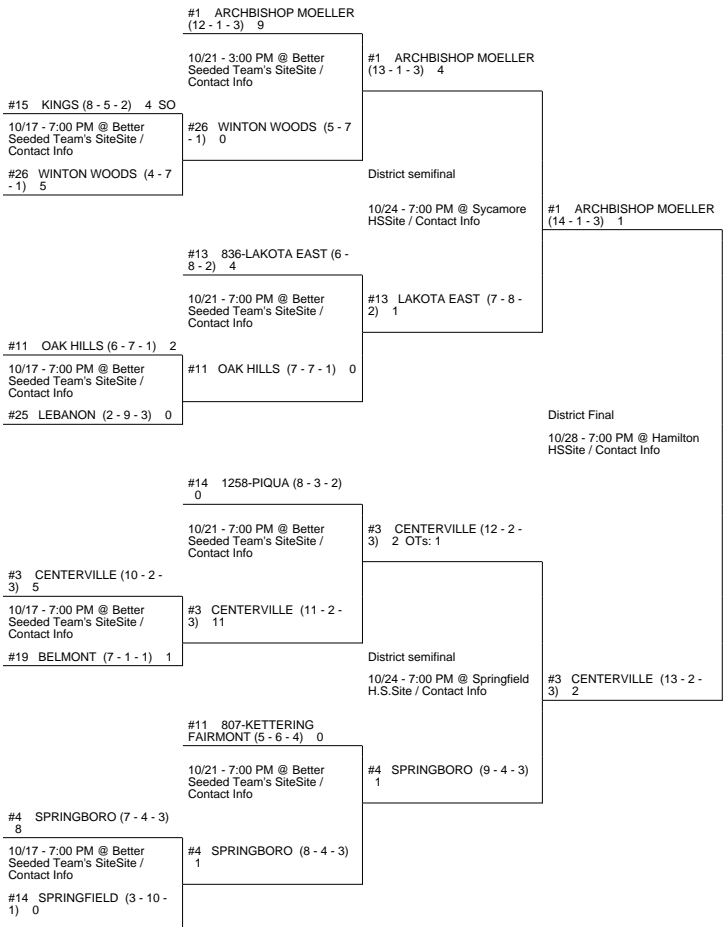 #1 ARCHBISHOP MOELLER
(12 - 1 - 3) 9
10/21 - 3:00 PM @ Better
Seeded Team's SiteSite /
Contact Info
#1 ARCHBISHOP MOELLER
(13 - 1 - 3) 4
#15 KINGS (8 - 5 - 2) 4 SO
10/17 - 7:00 PM @ Better
Seeded Team's SiteSite /
Contact Info
#26 WINTON WOODS (5 - 7
- 1) 0
#26 WINTON WOODS (4 - 7
- 1) 5
District semifinal
10/24 - 7:00 PM @ Sycamore
HSSite / Contact Info
#1 ARCHBISHOP MOELLER
(14 - 1 - 3) 1
#13 836-LAKOTA EAST (6 -
8 - 2) 4
10/21 - 7:00 PM @ Better
Seeded Team's SiteSite /
Contact Info
#13 LAKOTA EAST (7 - 8 -
2) 1
#11 OAK HILLS (6 - 7 - 1) 2
10/17 - 7:00 PM @ Better
Seeded Team's SiteSite /
Contact Info
#11 OAK HILLS (7 - 7 - 1) 0
#25 LEBANON (2 - 9 - 3) 0
District Final
10/28 - 7:00 PM @ Hamilton
HSSite / Contact Info
#14 1258-PIQUA (8 - 3 - 2)
0
10/21 - 7:00 PM @ Better
Seeded Team's SiteSite /
Contact Info
#3 CENTERVILLE (12 - 2 -
3) 2 OTs: 1
#3 CENTERVILLE (10 - 2 -
3) 5
10/17 - 7:00 PM @ Better
Seeded Team's SiteSite /
Contact Info
#3 CENTERVILLE (11 - 2 -
3) 11
#19 BELMONT (7 - 1 - 1) 1
District semifinal
10/24 - 7:00 PM @ Springfield
H.S.Site / Contact Info
#3 CENTERVILLE (13 - 2 -
3) 2
#11 807-KETTERING
FAIRMONT (5 - 6 - 4) 0
10/21 - 7:00 PM @ Better
Seeded Team's SiteSite /
Contact Info
#4 SPRINGBORO (9 - 4 - 3)
1
#4 SPRINGBORO (7 - 4 - 3)
8
10/17 - 7:00 PM @ Better
Seeded Team's SiteSite /
Contact Info
#4 SPRINGBORO (8 - 4 - 3)
1
#14 SPRINGFIELD (3 - 10 -
1) 0